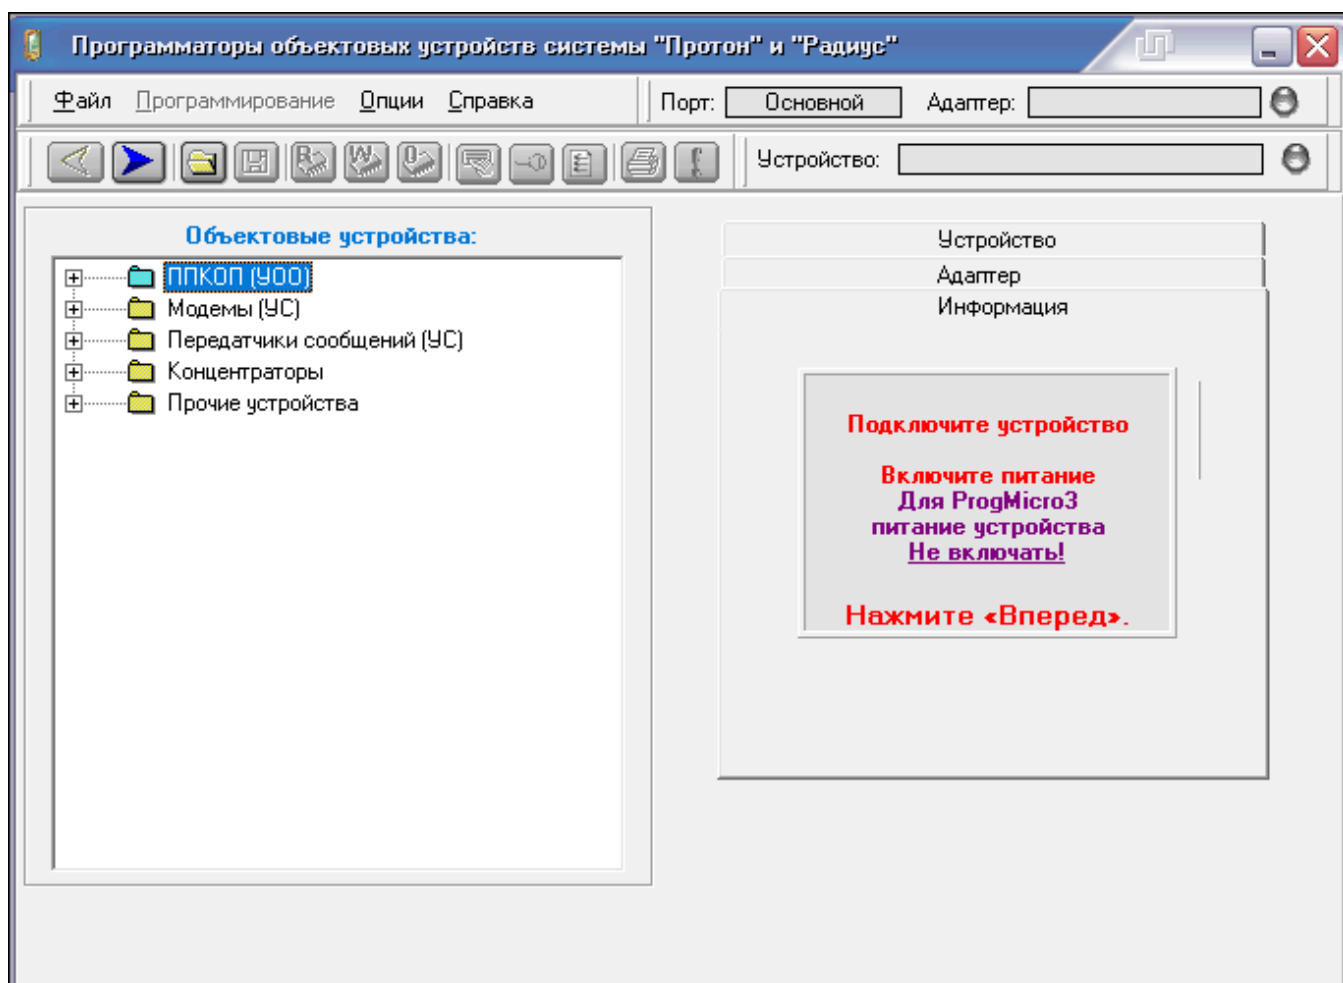 Программаторы объектовых устройств системы "Протон" и "Радиус"
Файл Программирование Опции Справка Порт: Основной Адаптер:
R W O Устройство:
Объектовые устройства:
ППКОП (УОО)
Модемы (УС)
Передатчики сообщений (УС)
Концентраторы
Прочие устройства
Устройство
Адаптер
Информация
Подключите устройство
Включите питание
Для ProgMicro3
питание устройства
Не включать!
Нажмите «Вперед».